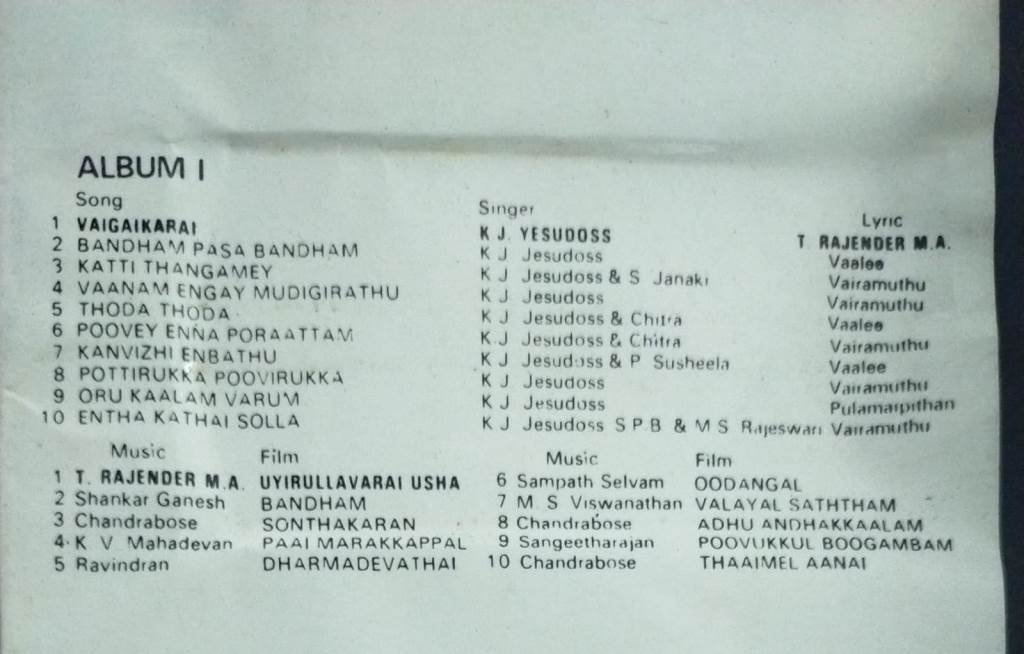 ALBUM I
Song Singer Lyric
1 VAIGAIKARAI K J. YESUDOSS T. RAJENDER M.A.
2 BANDHAM PASA BANDHAM K J Jesudoss Vaalee
3 KATTI THANGAMEY K J Jesudoss & S Janaki Vairamuthu
4 VAANAM ENGAY MUDIGIRATHU K J Jesudoss Vairamuthu
5 THODA THODA K J Jesudoss & Chitra Vaalee
6 POOVEY ENNA PORAATTAM K J Jesudoss & Chitra Vairamuthu
7 KANVIZHI ENBATHU K J Jesudoss & P Susheela Vaalee
8 POTTIRUKKA POOVIRUKKA K J Jesudoss Vairamuthu
9 ORU KAALAM VARUM K J Jesudoss Pulamaipithan
10 ENTHA KATHAI SOLLA K J Jesudoss S P B & M S Rajeswari Vairamuthu
Music Film Music Film
1 T. RAJENDER M.A. UYIRULLAVARAI USHA 6 Sampath Selvam OODANGAL
2 Shankar Ganesh BANDHAM 7 M S Viswanathan VALAYAL SATHTHAM
3 Chandrabose SONTHAKARAN 8 Chandrabose ADHU ANDHAKKAALAM
4 K V Mahadevan PAAI MARAKKAPPAL 9 Sangeetharajan POOVUKKUL BOOGAMBAM
5 Ravindran DHARMADEVATHAI 10 Chandrabose THAAIMEL AANAI